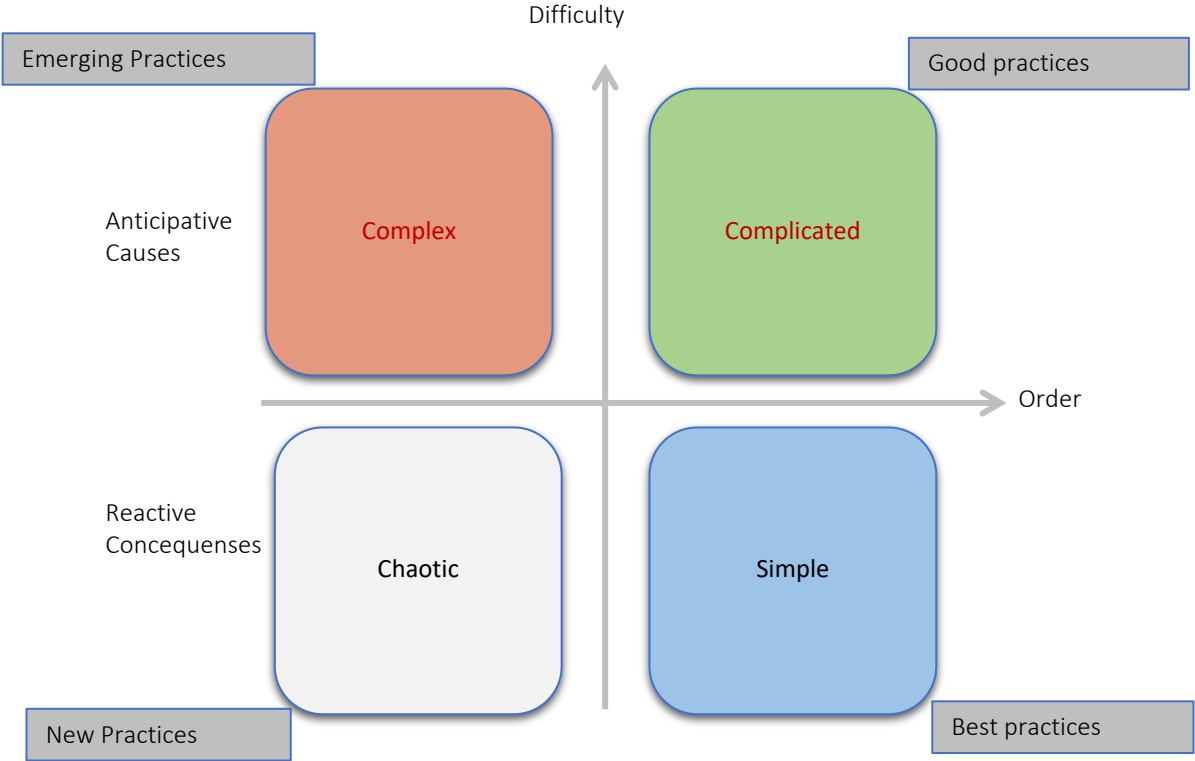 Difficulty
Emerging Practices
Good practices
Anticipative
Causes
Complex
Complicated
Order
Reactive
Concequenses
Chaotic
Simple
New Practices
Best practices